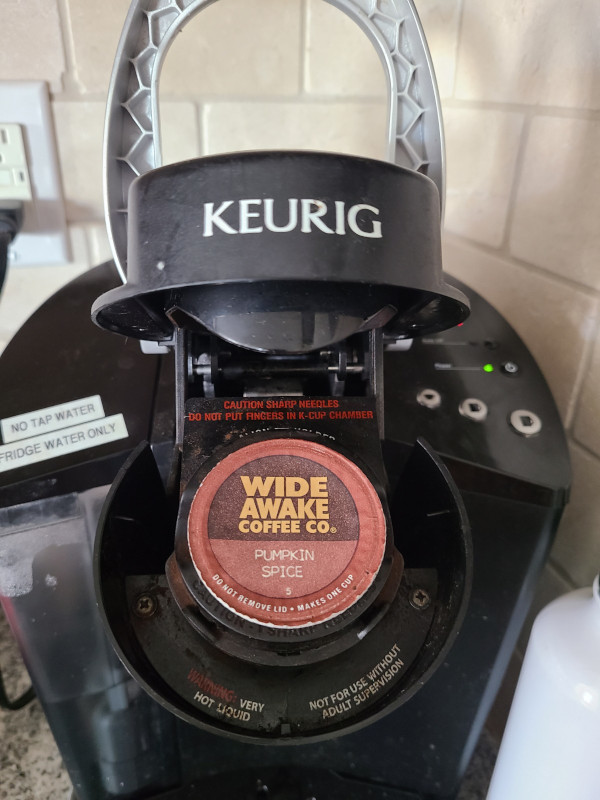 KEURIG
CAUTION SHARP NEEDLES
DO NOT PUT FINGERS IN K-CUP CHAMBER
NO TAP WATER
FRIDGE WATER ONLY
WIDE
AWAKE
COFFEE CO.®
PUMPKIN
SPICE
5
DO NOT REMOVE LID • MAKES ONE CUP
WARNING: VERY
HOT LIQUID
NOT FOR USE WITHOUT
ADULT SUPERVISION